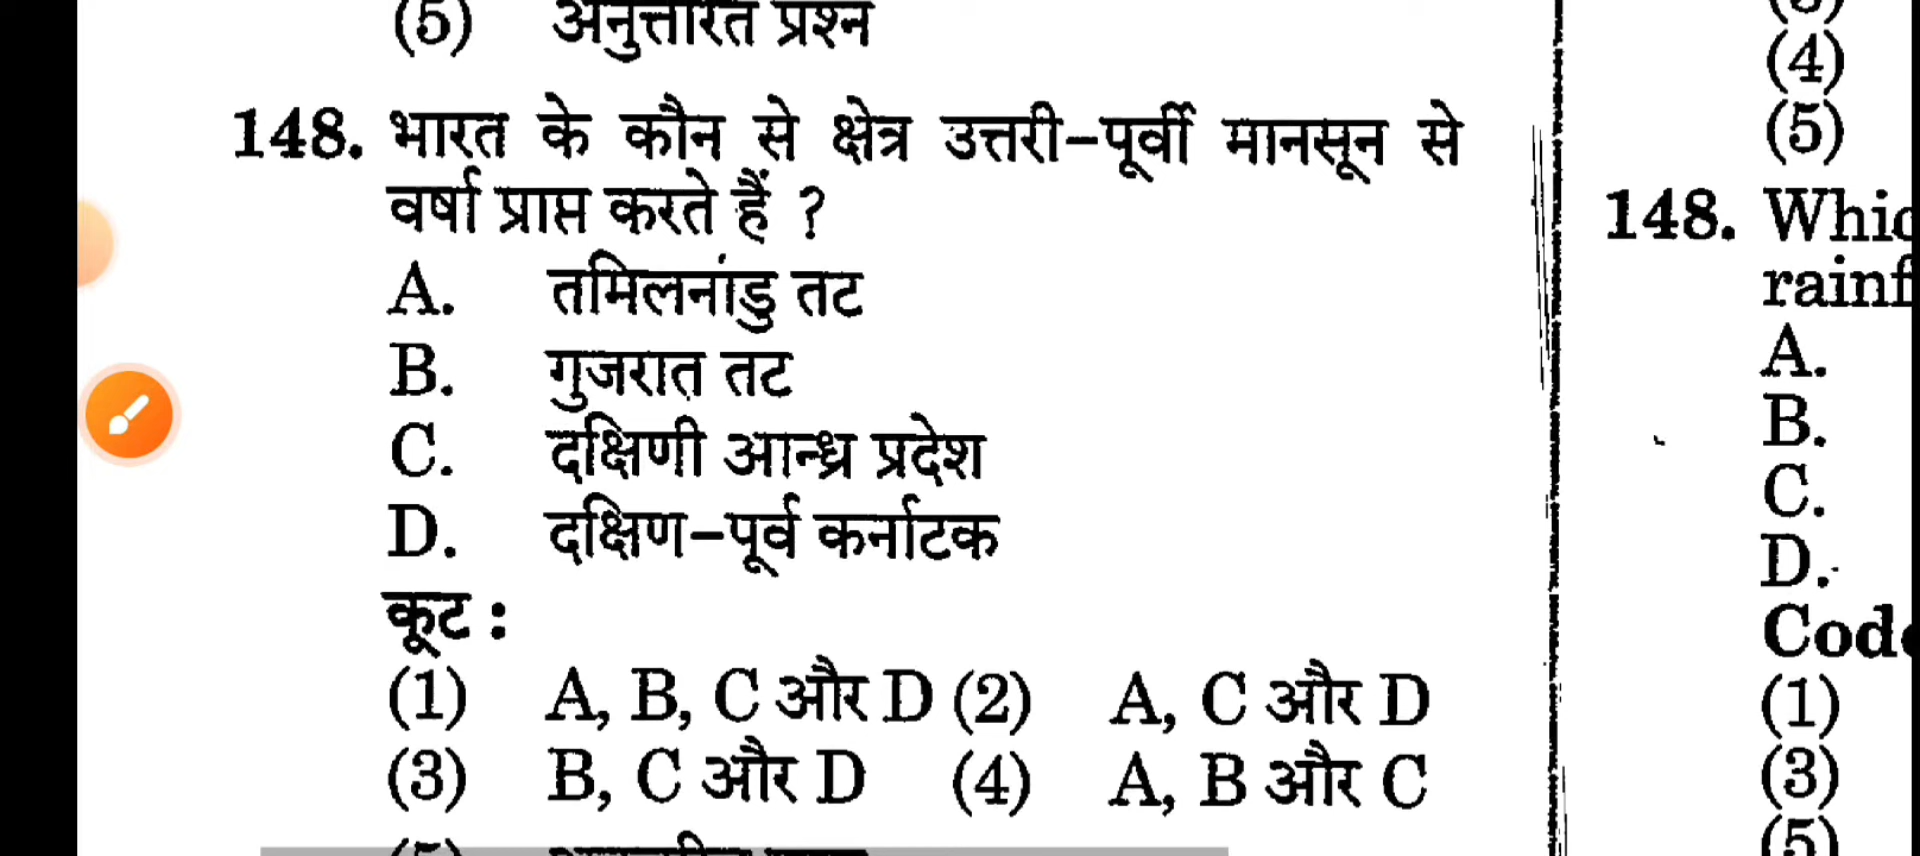 (5) अनुत्तरित प्रश्न
148. भारत के कौन से क्षेत्र उत्तरी-पूर्वी मानसून से
वर्षा प्राप्त करते हैं ?
A. तमिलनाडु तट
B. गुजरात तट
C. दक्षिणी आन्ध्र प्रदेश
D. दक्षिण-पूर्व कर्नाटक
कूट :
(1) A, B, C और D (2) A, C और D
(3) B, C और D (4) A, B और C
(4)
(5)
148. Whic
rainf
A.
B.
C.
D.
Code
(1)
(3)
(5)